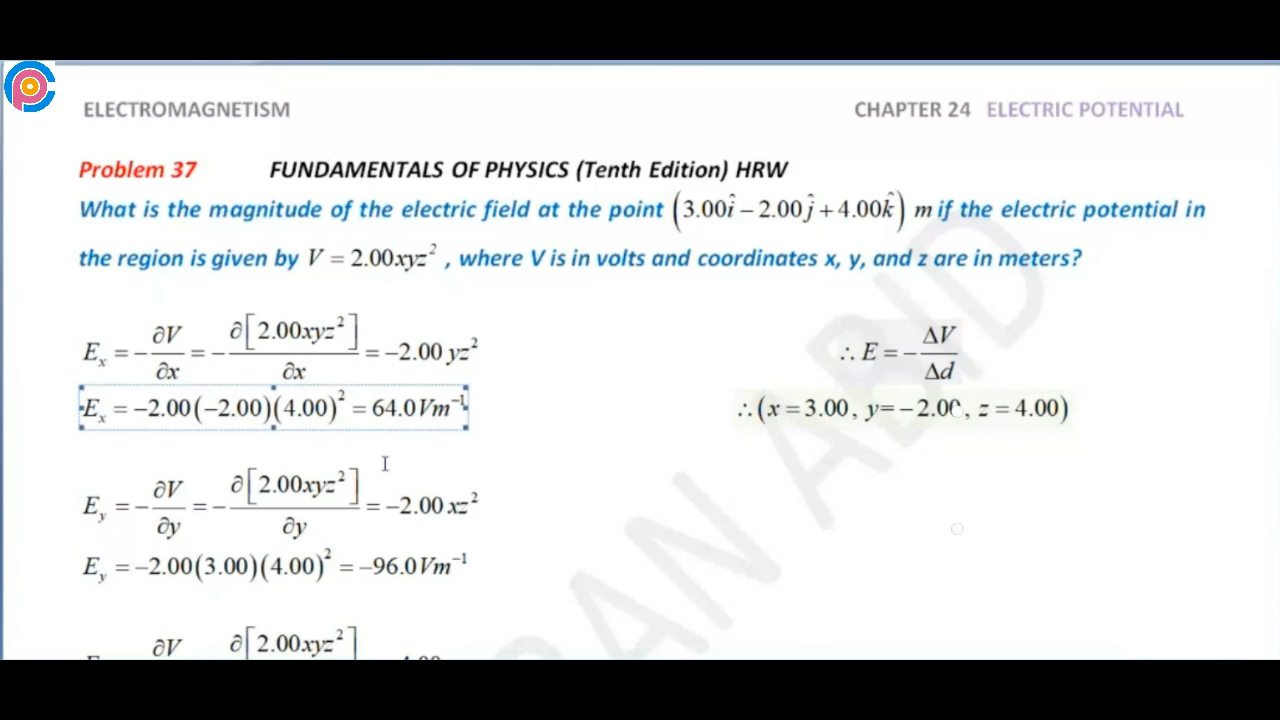 ELECTROMAGNETISM CHAPTER 24 ELECTRIC POTENTIAL
Problem 37 FUNDAMENTALS OF PHYSICS (Tenth Edition) HRW
What is the magnitude of the electric field at the point (3.00î − 2.00ĵ + 4.00k̂) m if the electric potential in
the region is given by V = 2.00xyz², where V is in volts and coordinates x, y, and z are in meters?
E_x = −∂V/∂x = −∂[2.00xyz²]/∂x = −2.00 yz² ∴ E = −ΔV/Δd
E_x = −2.00(−2.00)(4.00)² = 64.0 Vm⁻¹ ∴ (x = 3.00, y= −2.00, z = 4.00)
E_y = −∂V/∂y = −∂[2.00xyz²]/∂y = −2.00 xz²
E_y = −2.00(3.00)(4.00)² = −96.0 Vm⁻¹
∂V ∂[2.00xyz²]